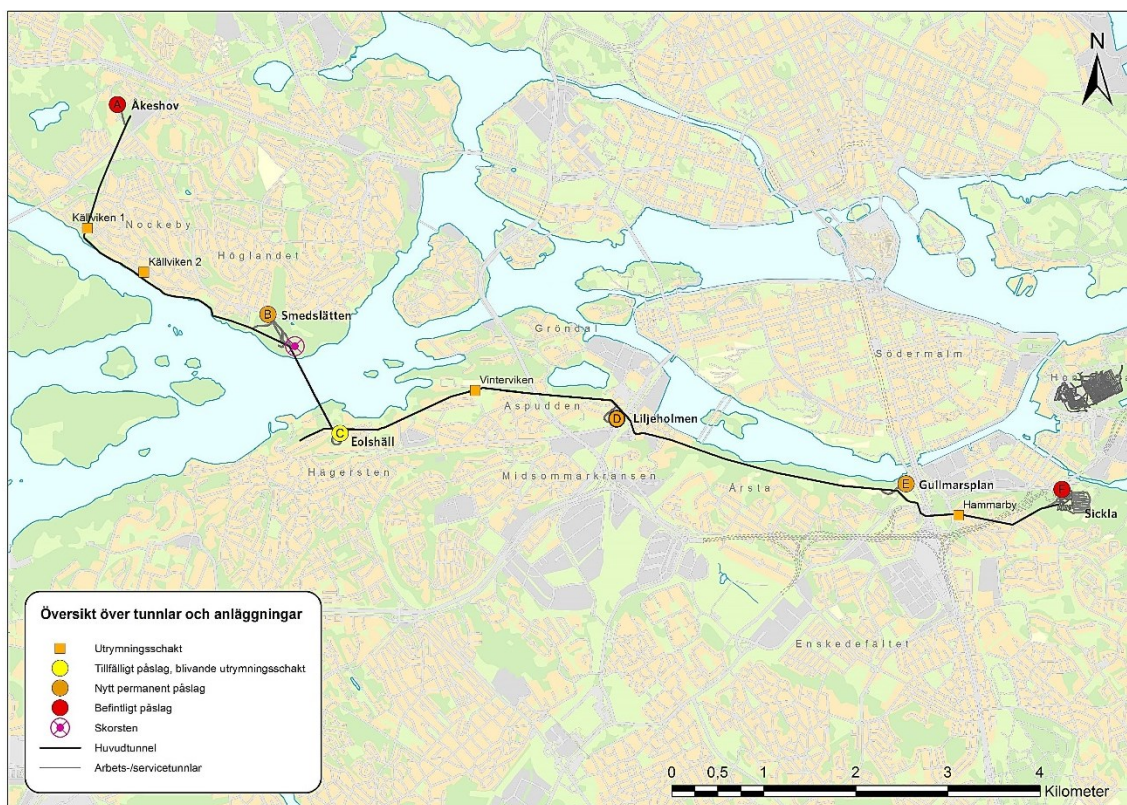 N
A
Åkeshov
Källviken 1
Nockeby
Källviken 2
Höglandet
B
Smedslätten
Gröndal
Södermalm
Vinterviken
Aspudden
D
Liljeholmen
C
Eolshäll
Hägersten
Midsommarkransen
Årsta
E
Gullmarsplan
Hammarby
F
Sickla
Enskedefältet
Översikt över tunnlar och anläggningar
Utrymningsschakt
Tillfälligt påslag, blivande utrymningsschakt
Nytt permanent påslag
Befintligt påslag
Skorsten
Huvudtunnel
Arbets-/servicetunnlar
0 0,5 1 2 3 4
Kilometer